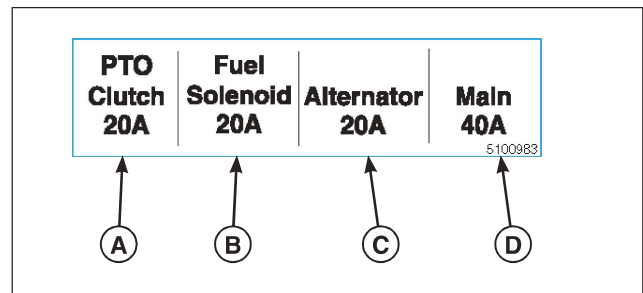 PTO
Clutch
20A
Fuel
Solenoid
20A
Alternator
20A
Main
40A
5100983
A
B
C
D